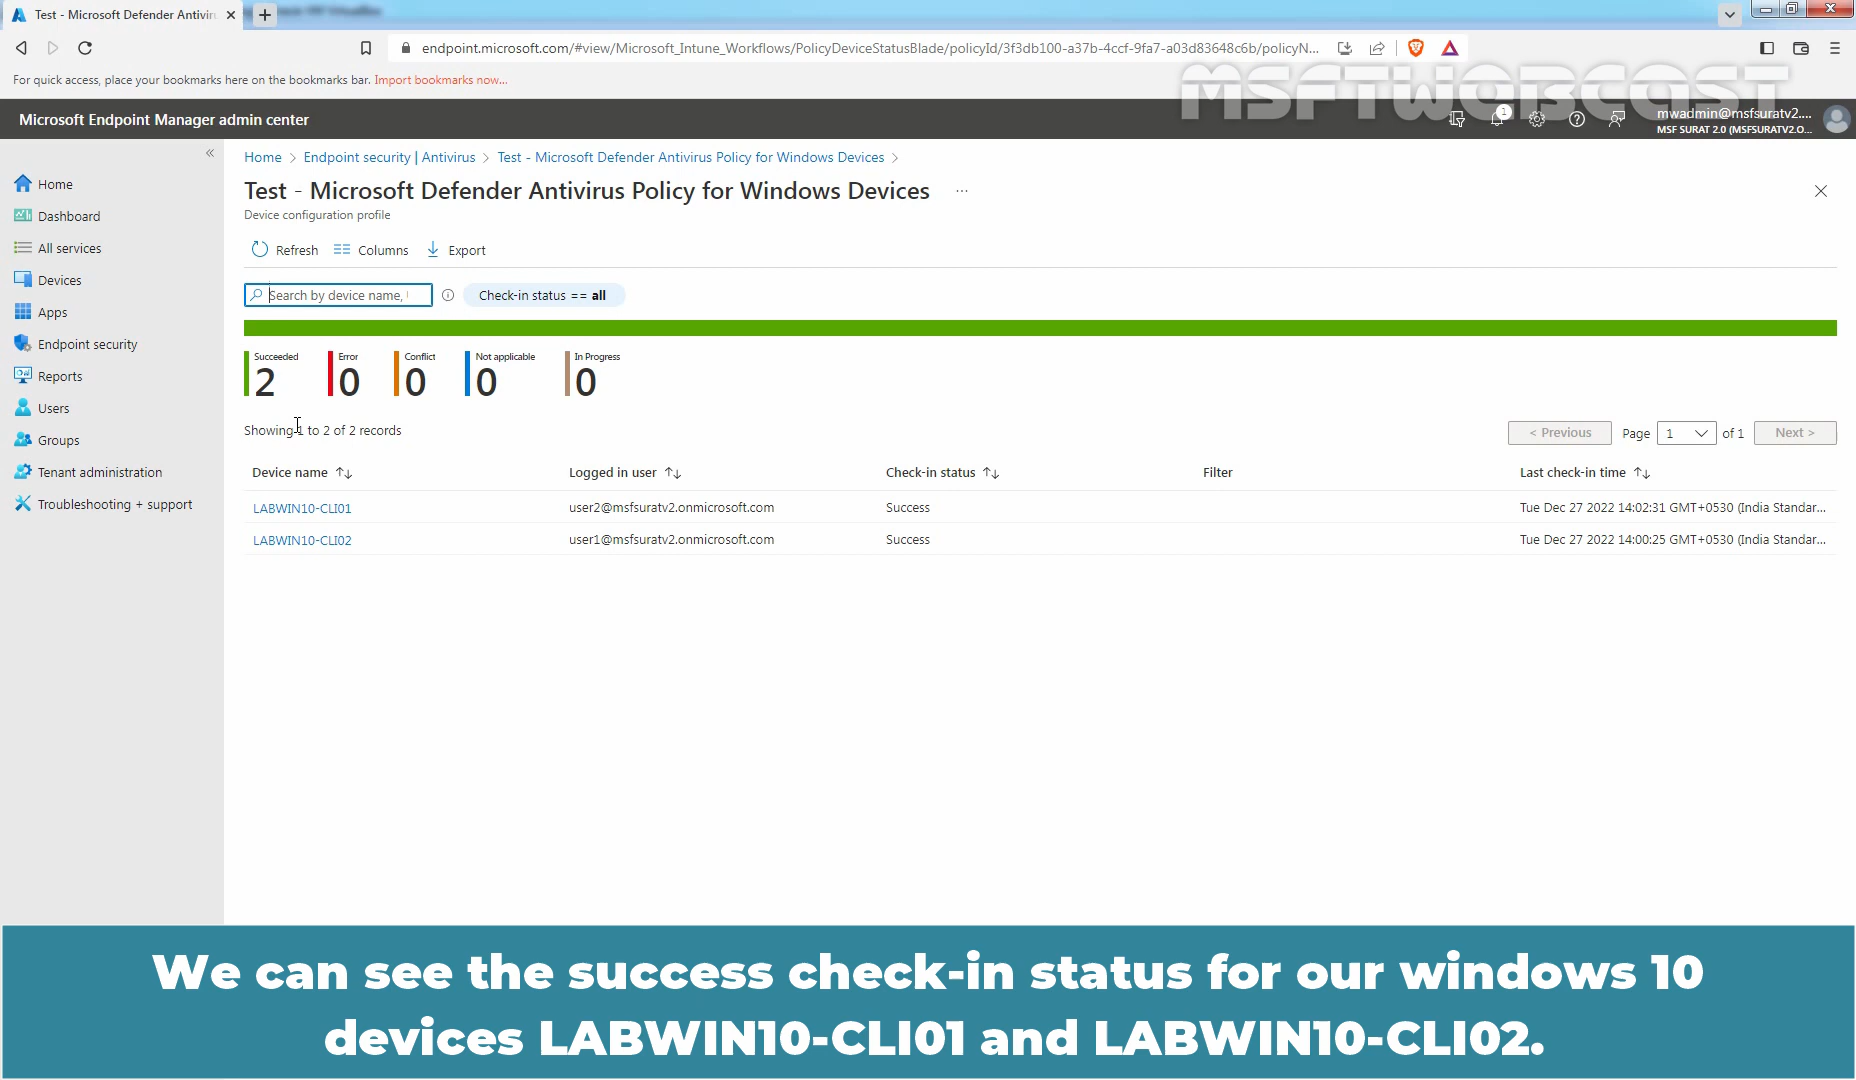 Test - Microsoft Defender Antiviru
endpoint.microsoft.com/#view/Microsoft_Intune_Workflows/PolicyDeviceStatusBlade/policyId/3f3db100-a37b-4ccf-9fa7-a03d83648c6b/policyN...
For quick access, place your bookmarks here on the bookmarks bar. Import bookmarks now...
MSFTWEBCAST
Microsoft Endpoint Manager admin center
1
mwadmin@msfsuratv2....
MSF SURAT 2.0 (MSFSURATV2.O...
Home
Dashboard
All services
Devices
Apps
Endpoint security
Reports
Users
Groups
Tenant administration
Troubleshooting + support
Home > Endpoint security | Antivirus > Test - Microsoft Defender Antivirus Policy for Windows Devices >
Test - Microsoft Defender Antivirus Policy for Windows Devices ...
Device configuration profile
Refresh Columns Export
Search by device name,
Check-in status == all
Succeeded Error Conflict Not applicable In Progress
2 0 0 0 0
Showing 1 to 2 of 2 records
< Previous Page 1 of 1 Next >
Device name Logged in user Check-in status Filter Last check-in time
LABWIN10-CLI01 user2@msfsuratv2.onmicrosoft.com Success Tue Dec 27 2022 14:02:31 GMT+0530 (India Standar...
LABWIN10-CLI02 user1@msfsuratv2.onmicrosoft.com Success Tue Dec 27 2022 14:00:25 GMT+0530 (India Standar...
We can see the success check-in status for our windows 10
devices LABWIN10-CLI01 and LABWIN10-CLI02.